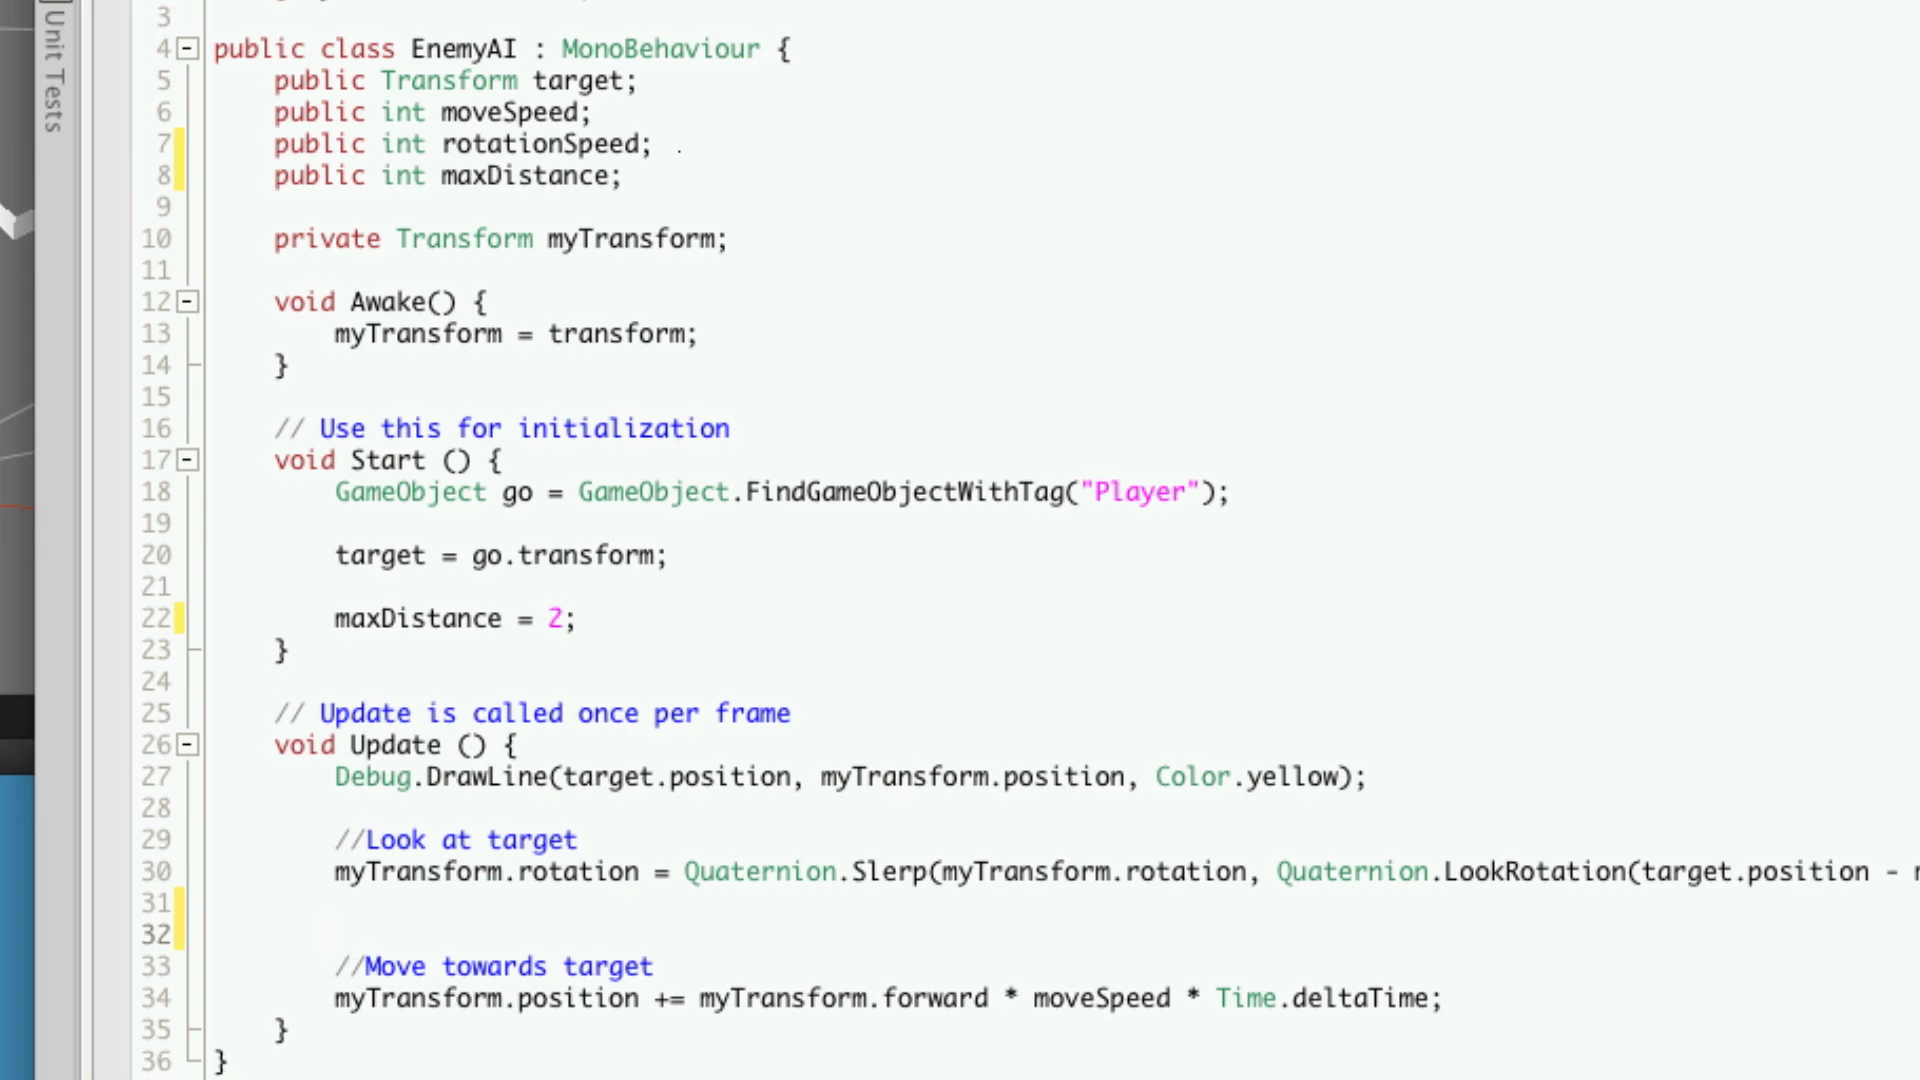 Unit Tests
3
4 public class EnemyAI : MonoBehaviour {
5 public Transform target;
6 public int moveSpeed;
7 public int rotationSpeed;
8 public int maxDistance;
9
10 private Transform myTransform;
11
12 void Awake() {
13 myTransform = transform;
14 }
15
16 // Use this for initialization
17 void Start () {
18 GameObject go = GameObject.FindGameObjectWithTag("Player");
19
20 target = go.transform;
21
22 maxDistance = 2;
23 }
24
25 // Update is called once per frame
26 void Update () {
27 Debug.DrawLine(target.position, myTransform.position, Color.yellow);
28
29 //Look at target
30 myTransform.rotation = Quaternion.Slerp(myTransform.rotation, Quaternion.LookRotation(target.position -
31
32
33 //Move towards target
34 myTransform.position += myTransform.forward * moveSpeed * Time.deltaTime;
35 }
36 }